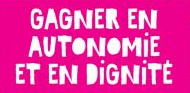 GAGNER EN
AUTONOMIE
ET EN DIGNITÉ